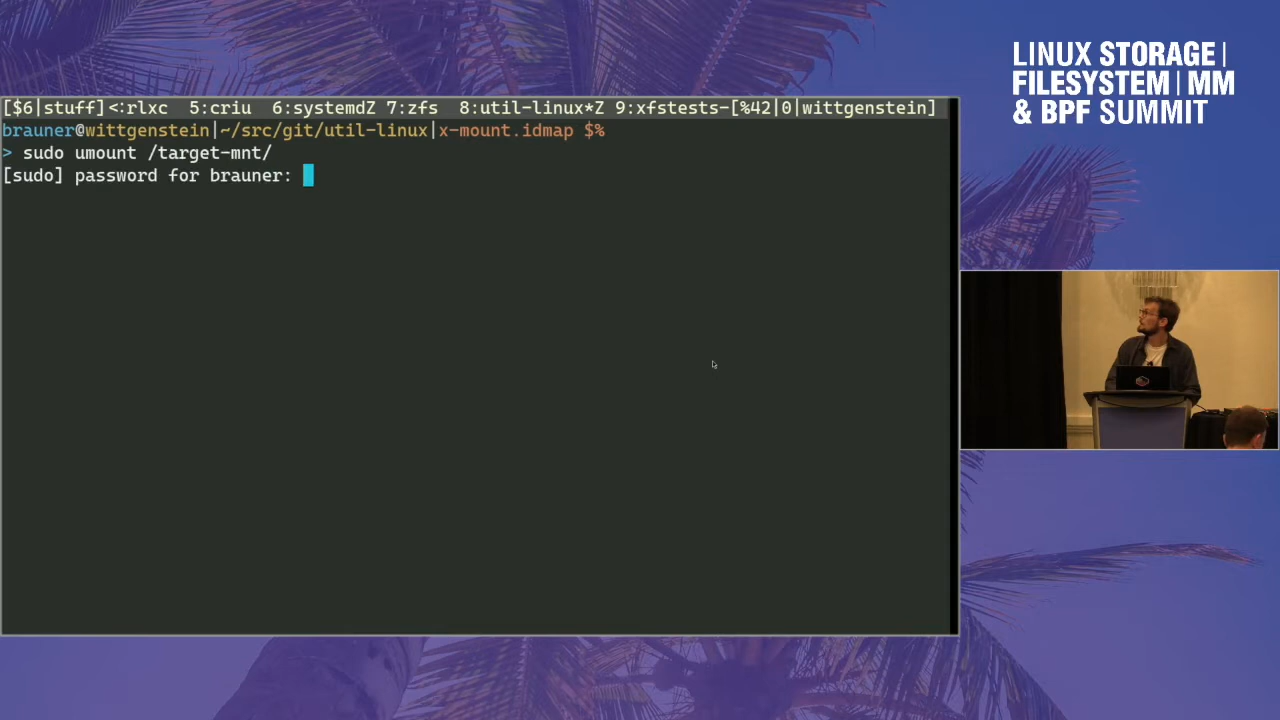 LINUX STORAGE |
FILESYSTEM | MM
& BPF SUMMIT
[$6|stuff]<:rlxc  5:criu  6:systemdZ 7:zfs  8:util-linux*Z 9:xfstests-[%42|0|wittgenstein]
brauner@wittgenstein|~/src/git/util-linux|x-mount.idmap $%
> sudo umount /target-mnt/
[sudo] password for brauner: